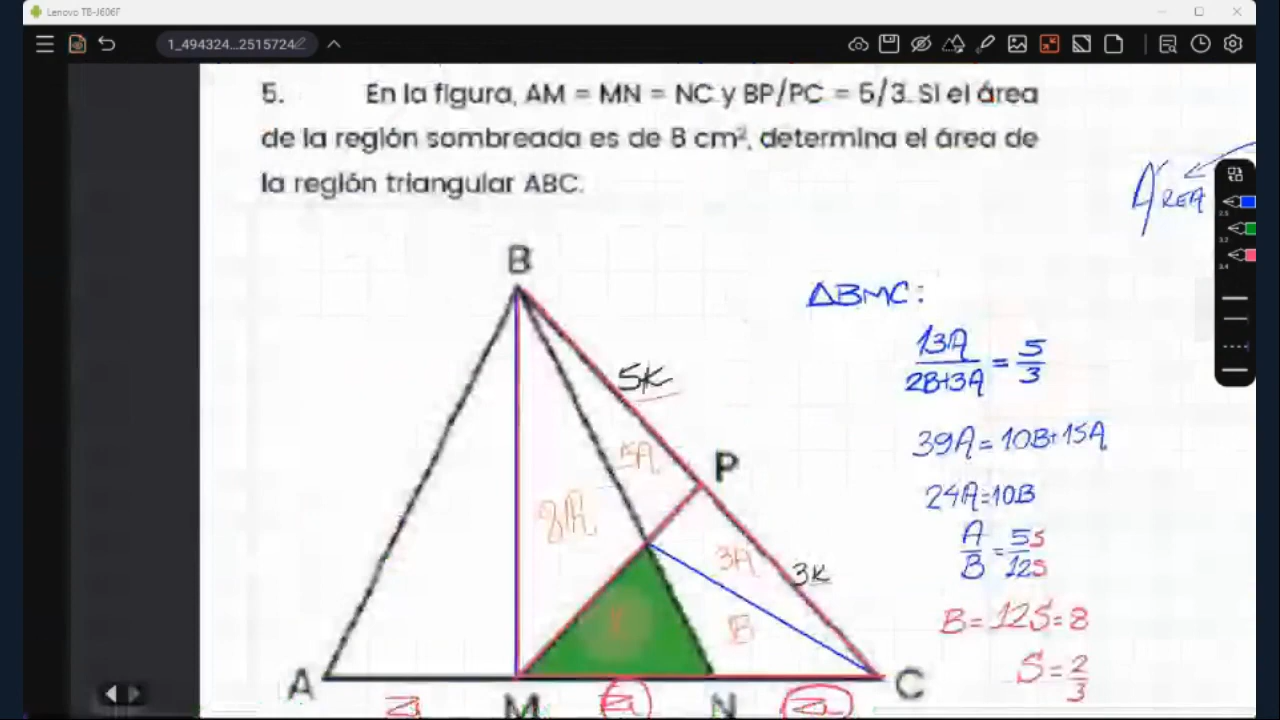 Lenovo TB-J606F
1_494324...2515724
5. En la figura, AM = MN = NC y BP/PC = 5/3. Si el área
de la región sombreada es de 8 cm², determina el área de
la región triangular ABC.
ÁREA
B
ΔBMC:
13A/(2B+3A) = 5/3
5K
39A = 10B+15A
5A
P
24A=10B
8A
A/B = 5S/12S
3A
3K
B = 12S = 8
B
S = 2/3
A
M
N
C